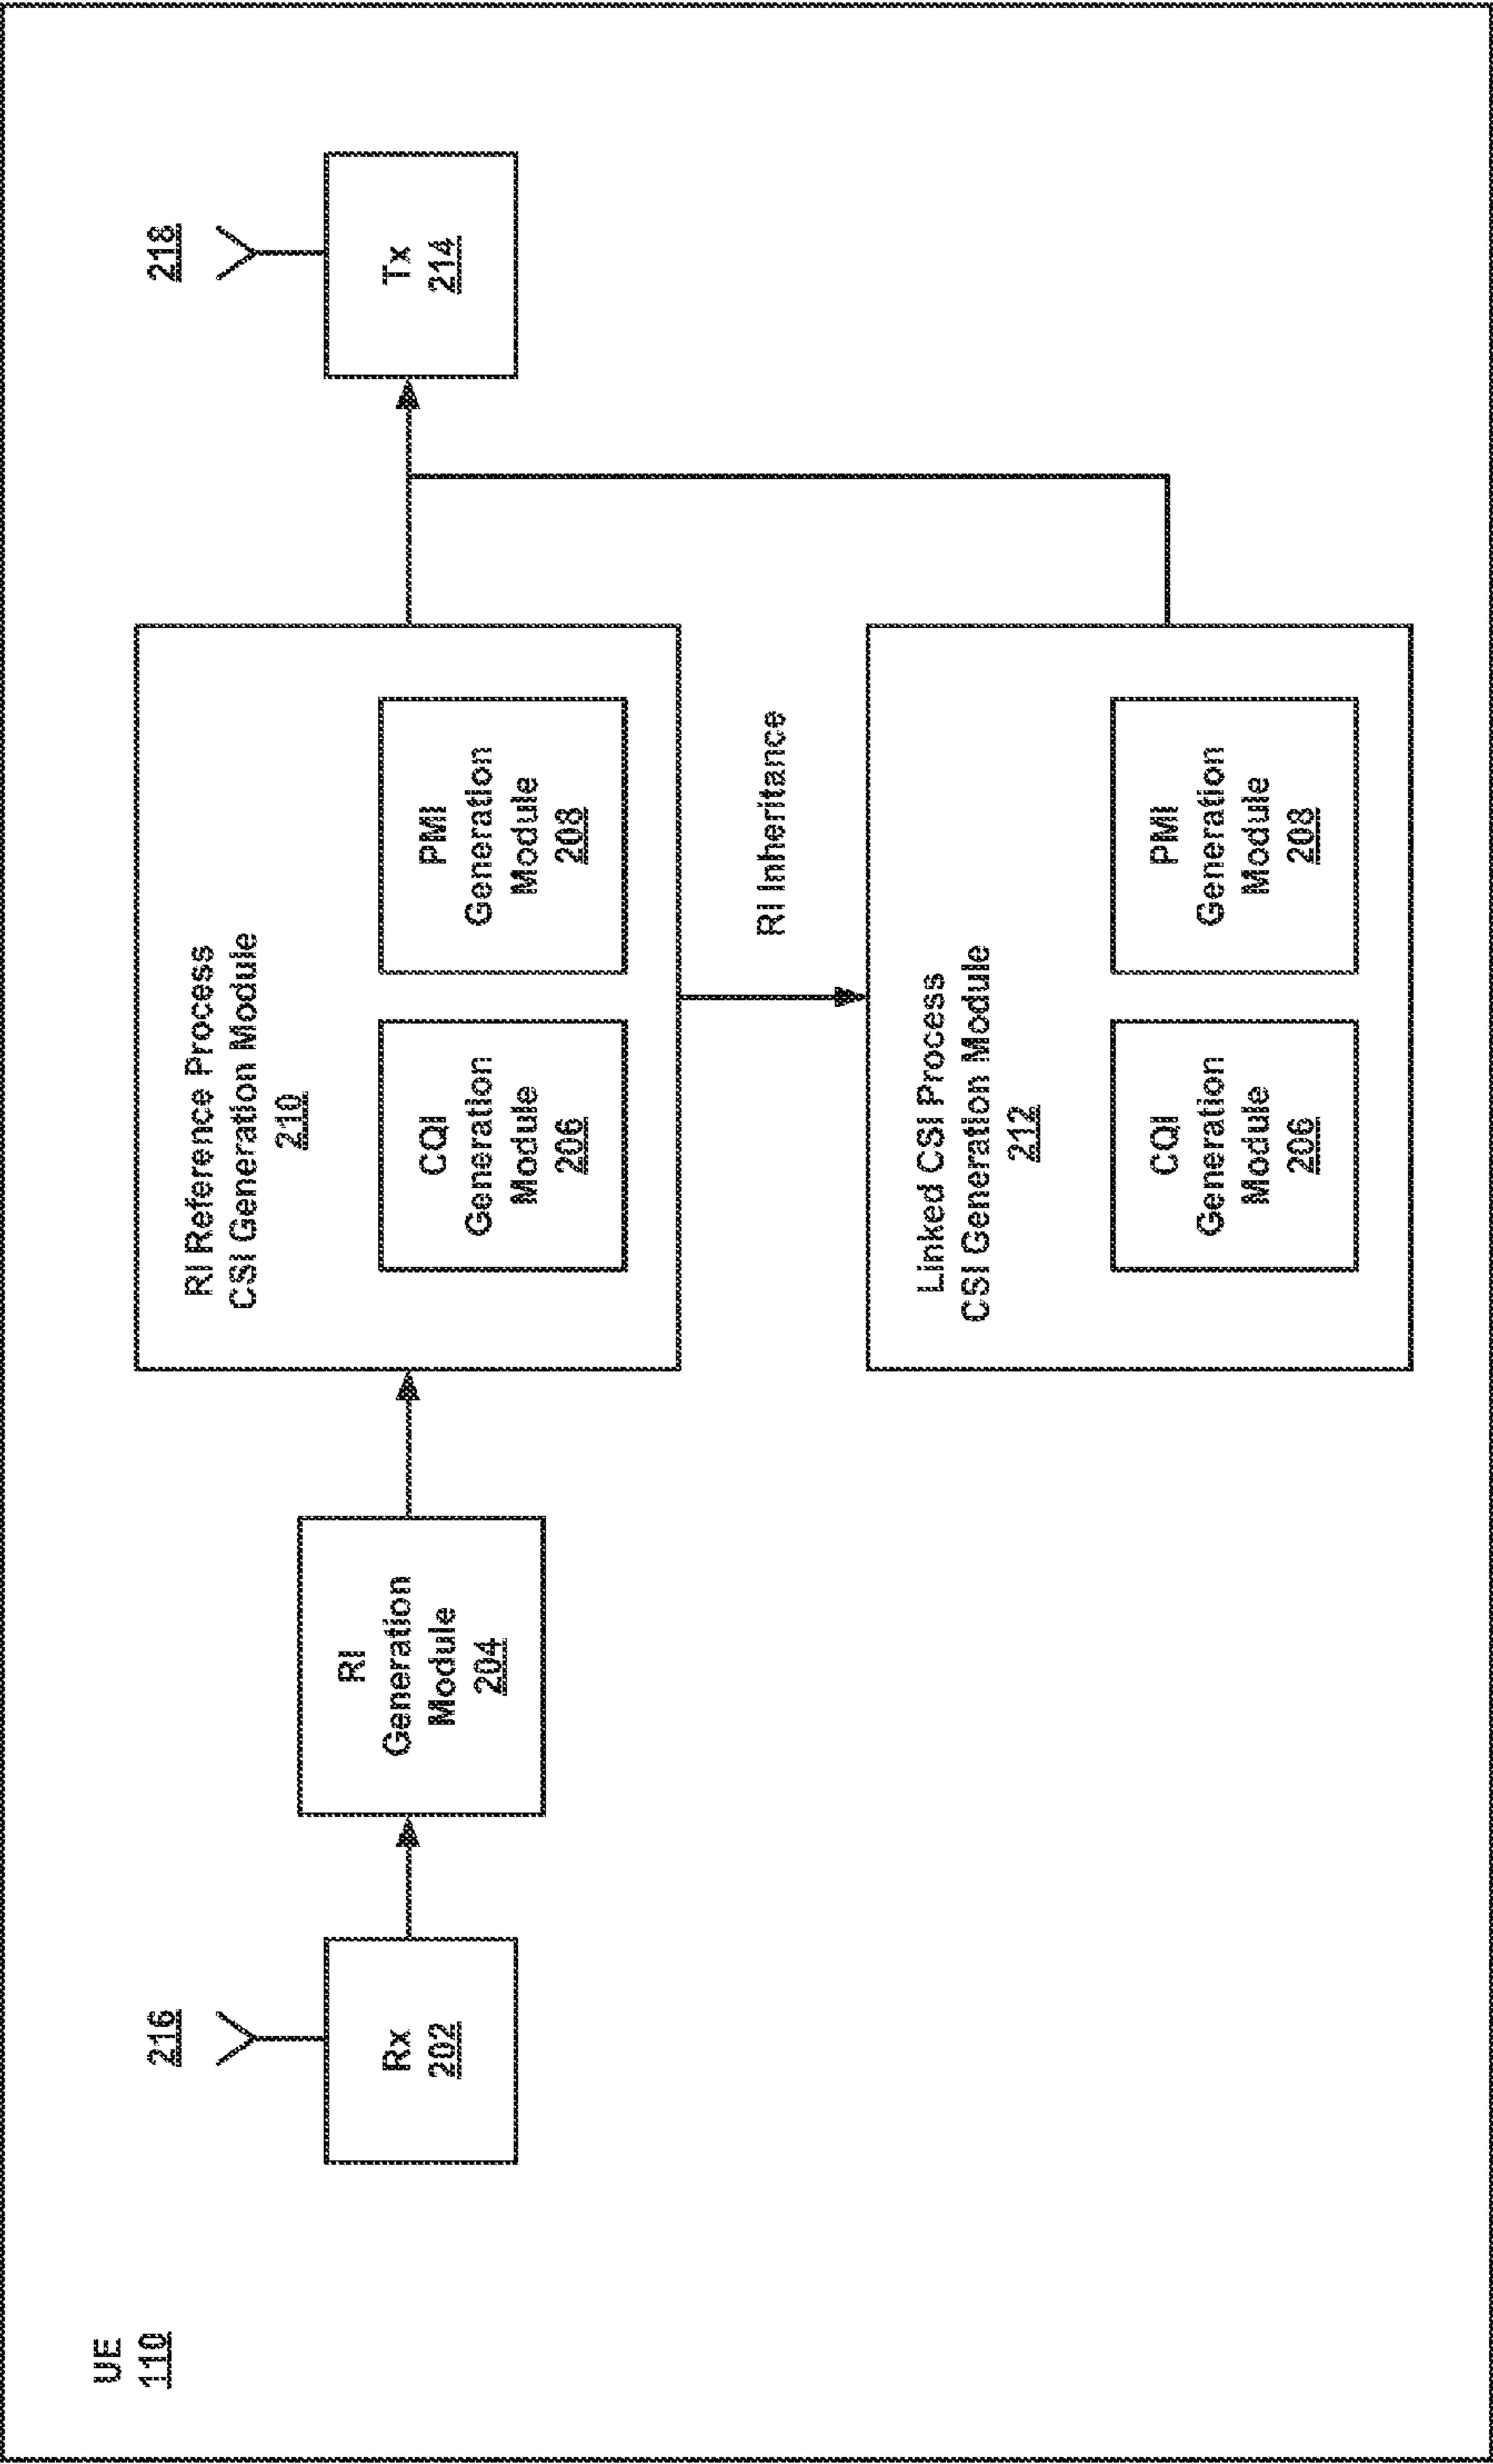 UE
110
216
Rx
202
RI
Generation
Module
204
RI Reference Process
CSI Generation Module
210
CQI
Generation
Module
206
PMI
Generation
Module
208
RI Inheritance
Linked CSI Process
CSI Generation Module
212
CQI
Generation
Module
206
PMI
Generation
Module
208
218
Tx
214